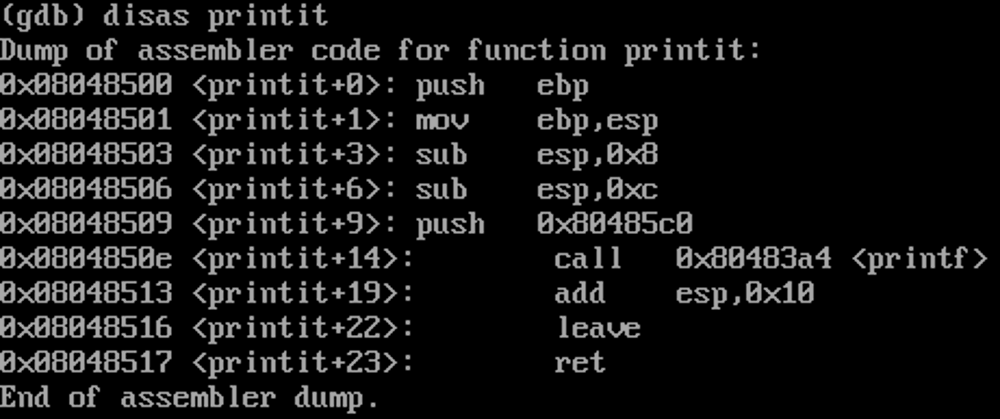 (gdb) disas printit
Dump of assembler code for function printit:
0x08048500 <printit+0>: push   ebp
0x08048501 <printit+1>: mov    ebp,esp
0x08048503 <printit+3>: sub    esp,0x8
0x08048506 <printit+6>: sub    esp,0xc
0x08048509 <printit+9>: push   0x80485c0
0x0804850e <printit+14>:        call   0x80483a4 <printf>
0x08048513 <printit+19>:        add    esp,0x10
0x08048516 <printit+22>:        leave
0x08048517 <printit+23>:        ret
End of assembler dump.